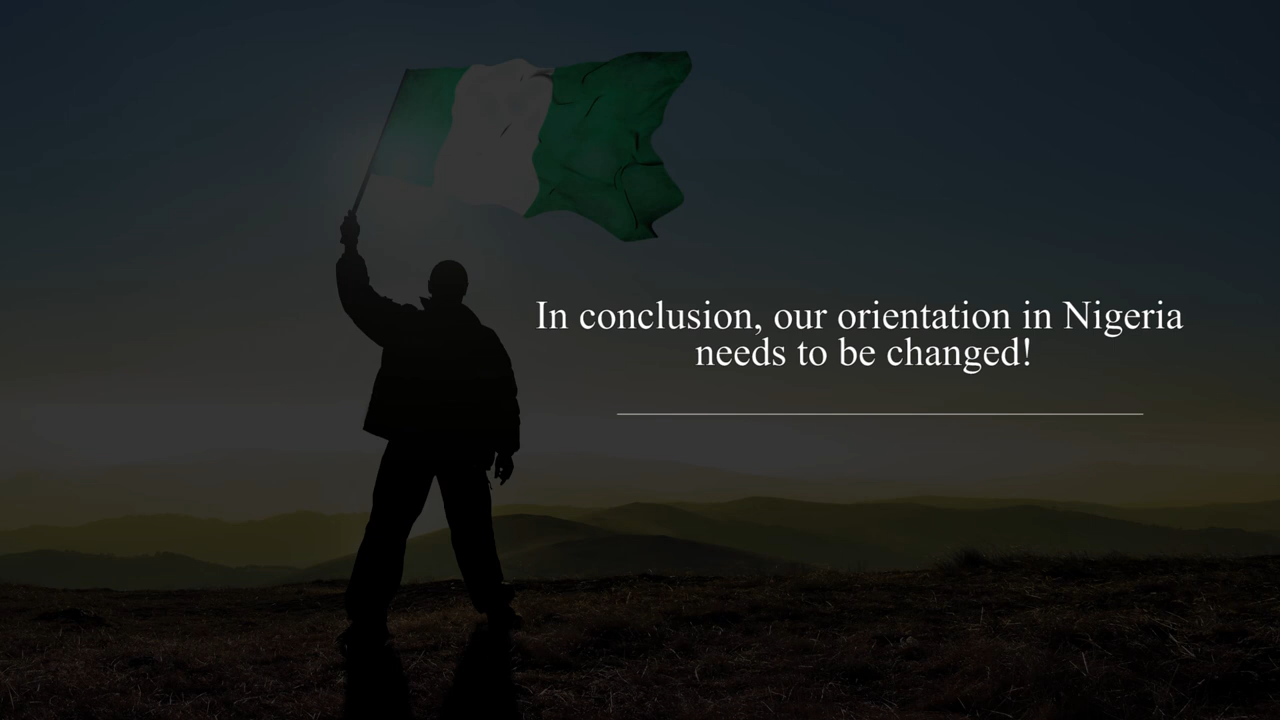 In conclusion, our orientation in Nigeria
needs to be changed!